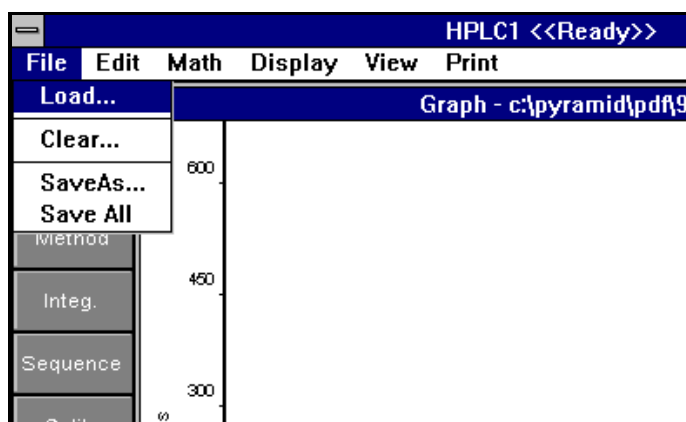 HPLC1 <<Ready>>
File Edit Math Display View Print
Load...
Graph - c:\pyramid\pdf\9
Clear...
SaveAs...
Save All
Method
Integ.
Sequence
600
450
300